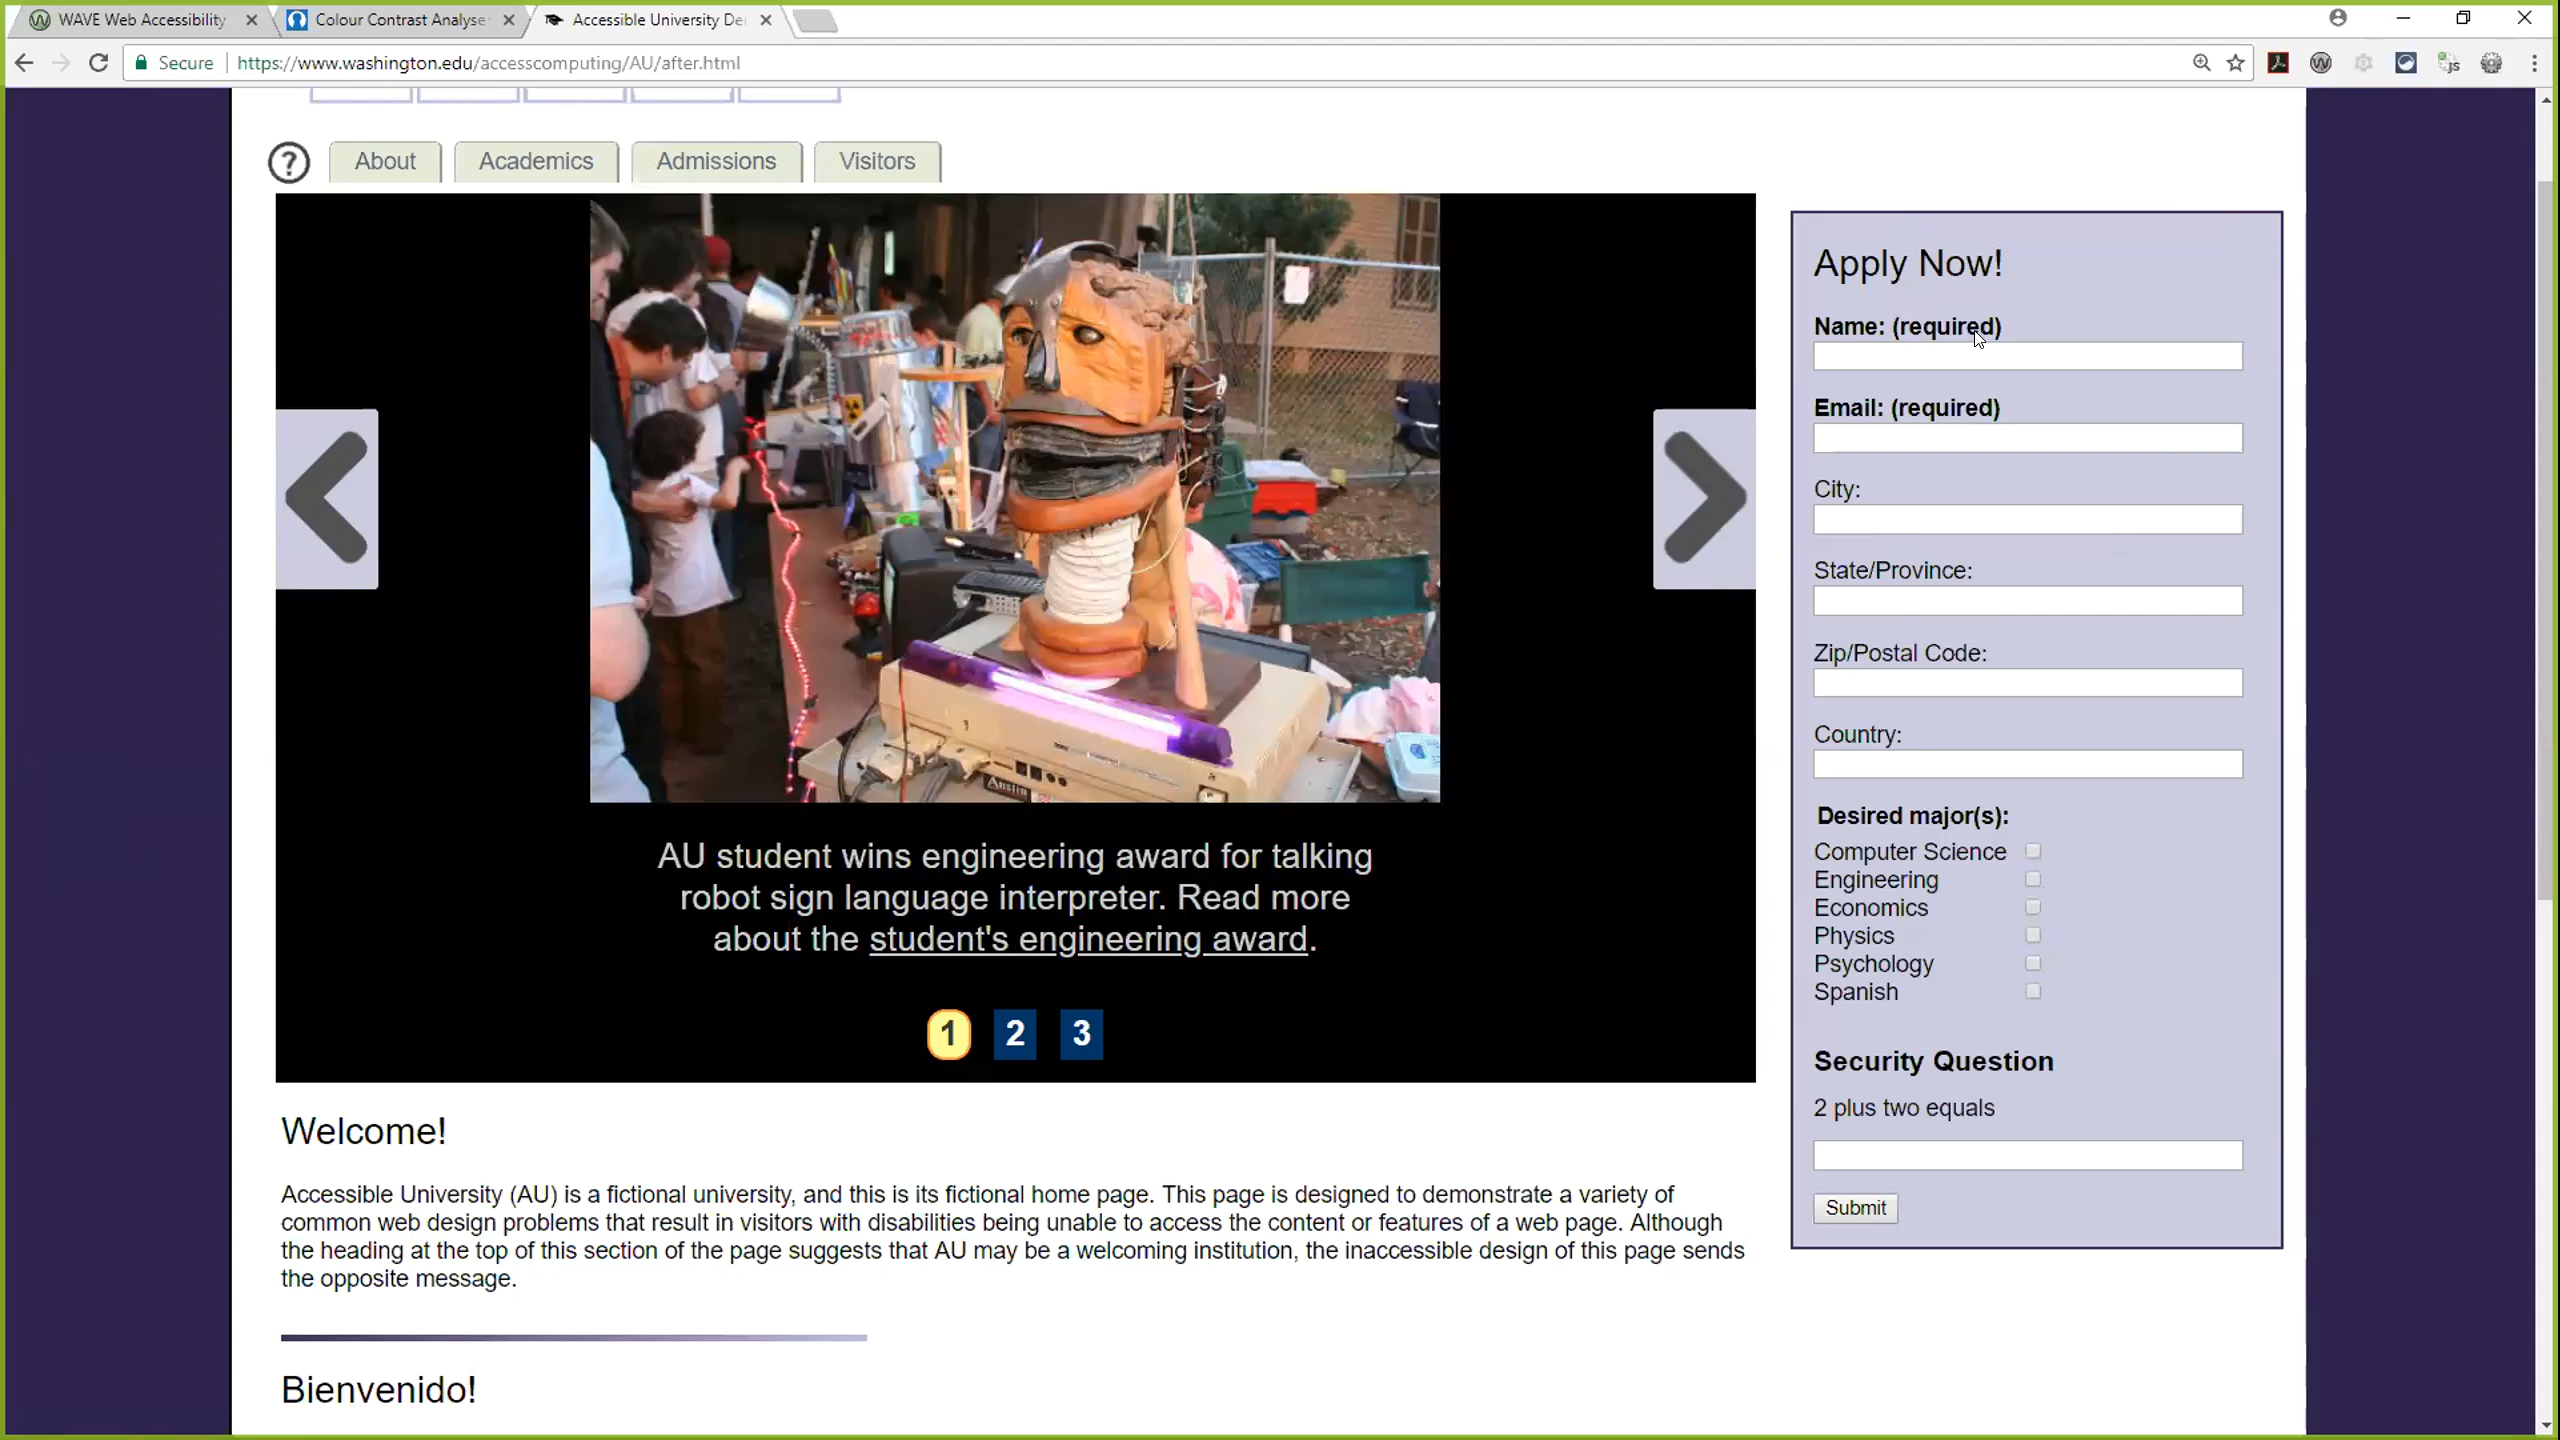 WAVE Web Accessibility
Colour Contrast Analyse
Accessible University De
Secure
https://www.washington.edu/accesscomputing/AU/after.html
js
?
About
Academics
Admissions
Visitors
AU student wins engineering award for talking
robot sign language interpreter. Read more
about the student's engineering award.
1
2
3
Welcome!
Accessible University (AU) is a fictional university, and this is its fictional home page. This page is designed to demonstrate a variety of
common web design problems that result in visitors with disabilities being unable to access the content or features of a web page. Although
the heading at the top of this section of the page suggests that AU may be a welcoming institution, the inaccessible design of this page sends
the opposite message.
Bienvenido!
Apply Now!
Name: (required)
Email: (required)
City:
State/Province:
Zip/Postal Code:
Country:
Desired major(s):
Computer Science
Engineering
Economics
Physics
Psychology
Spanish
Security Question
2 plus two equals
Submit